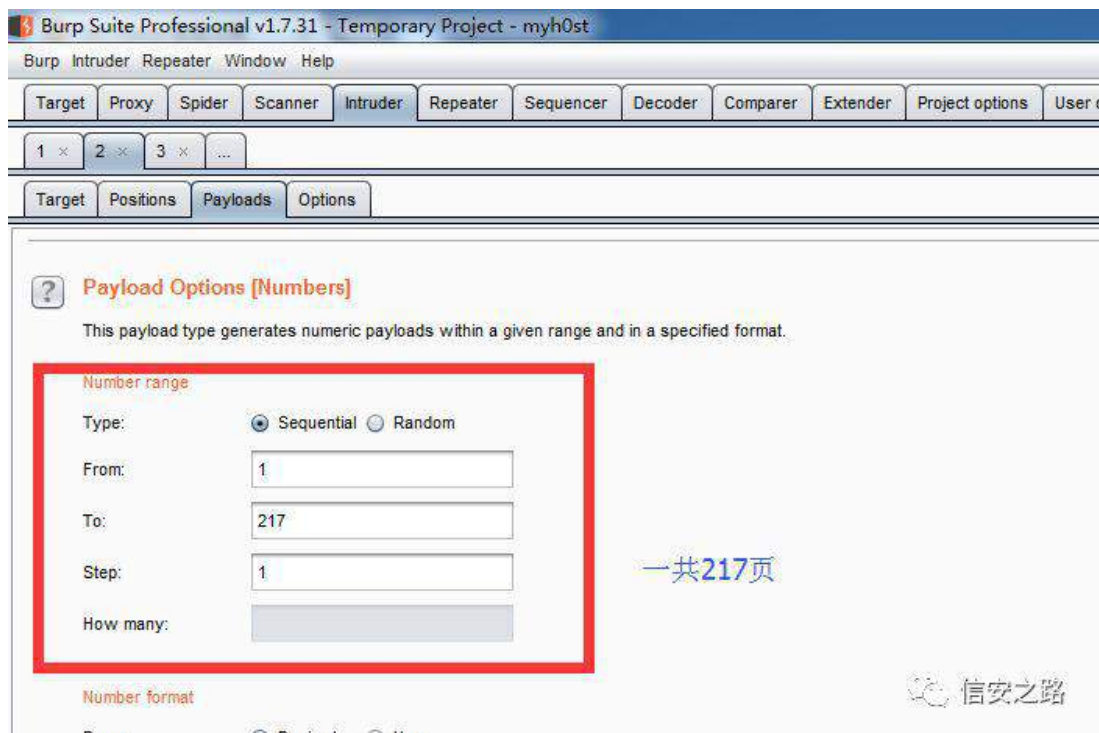 Burp Suite Professional v1.7.31 - Temporary Project - myh0st
Burp Intruder Repeater Window Help
Target Proxy Spider Scanner Intruder Repeater Sequencer Decoder Comparer Extender Project options User
1 × 2 × 3 × ...
Target Positions Payloads Options
? Payload Options [Numbers]
This payload type generates numeric payloads within a given range and in a specified format.
Number range
Type: Sequential Random
From: 1
To: 217
Step: 1
一共217页
How many:
Number format
信安之路